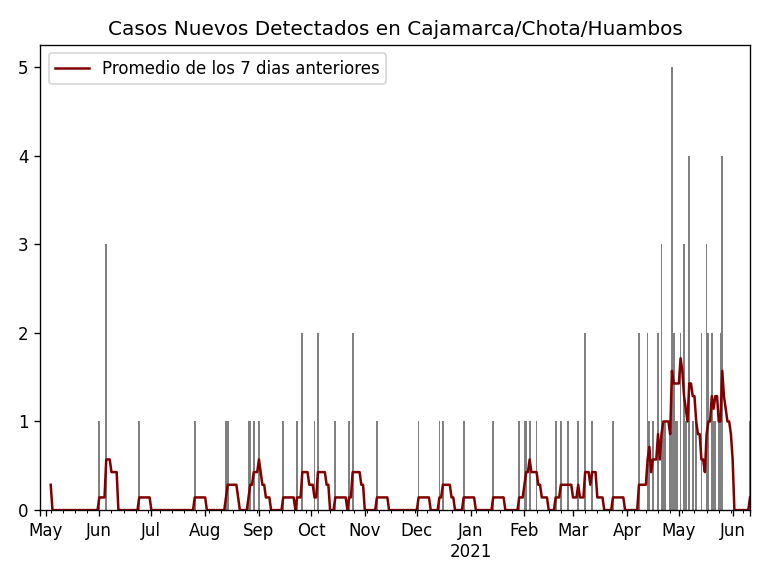 Casos Nuevos Detectados en Cajamarca/Chota/Huambos
Promedio de los 7 dias anteriores
5
4
3
2
1
0
May Jun Jul Aug Sep Oct Nov Dec Jan Feb Mar Apr May Jun
2021